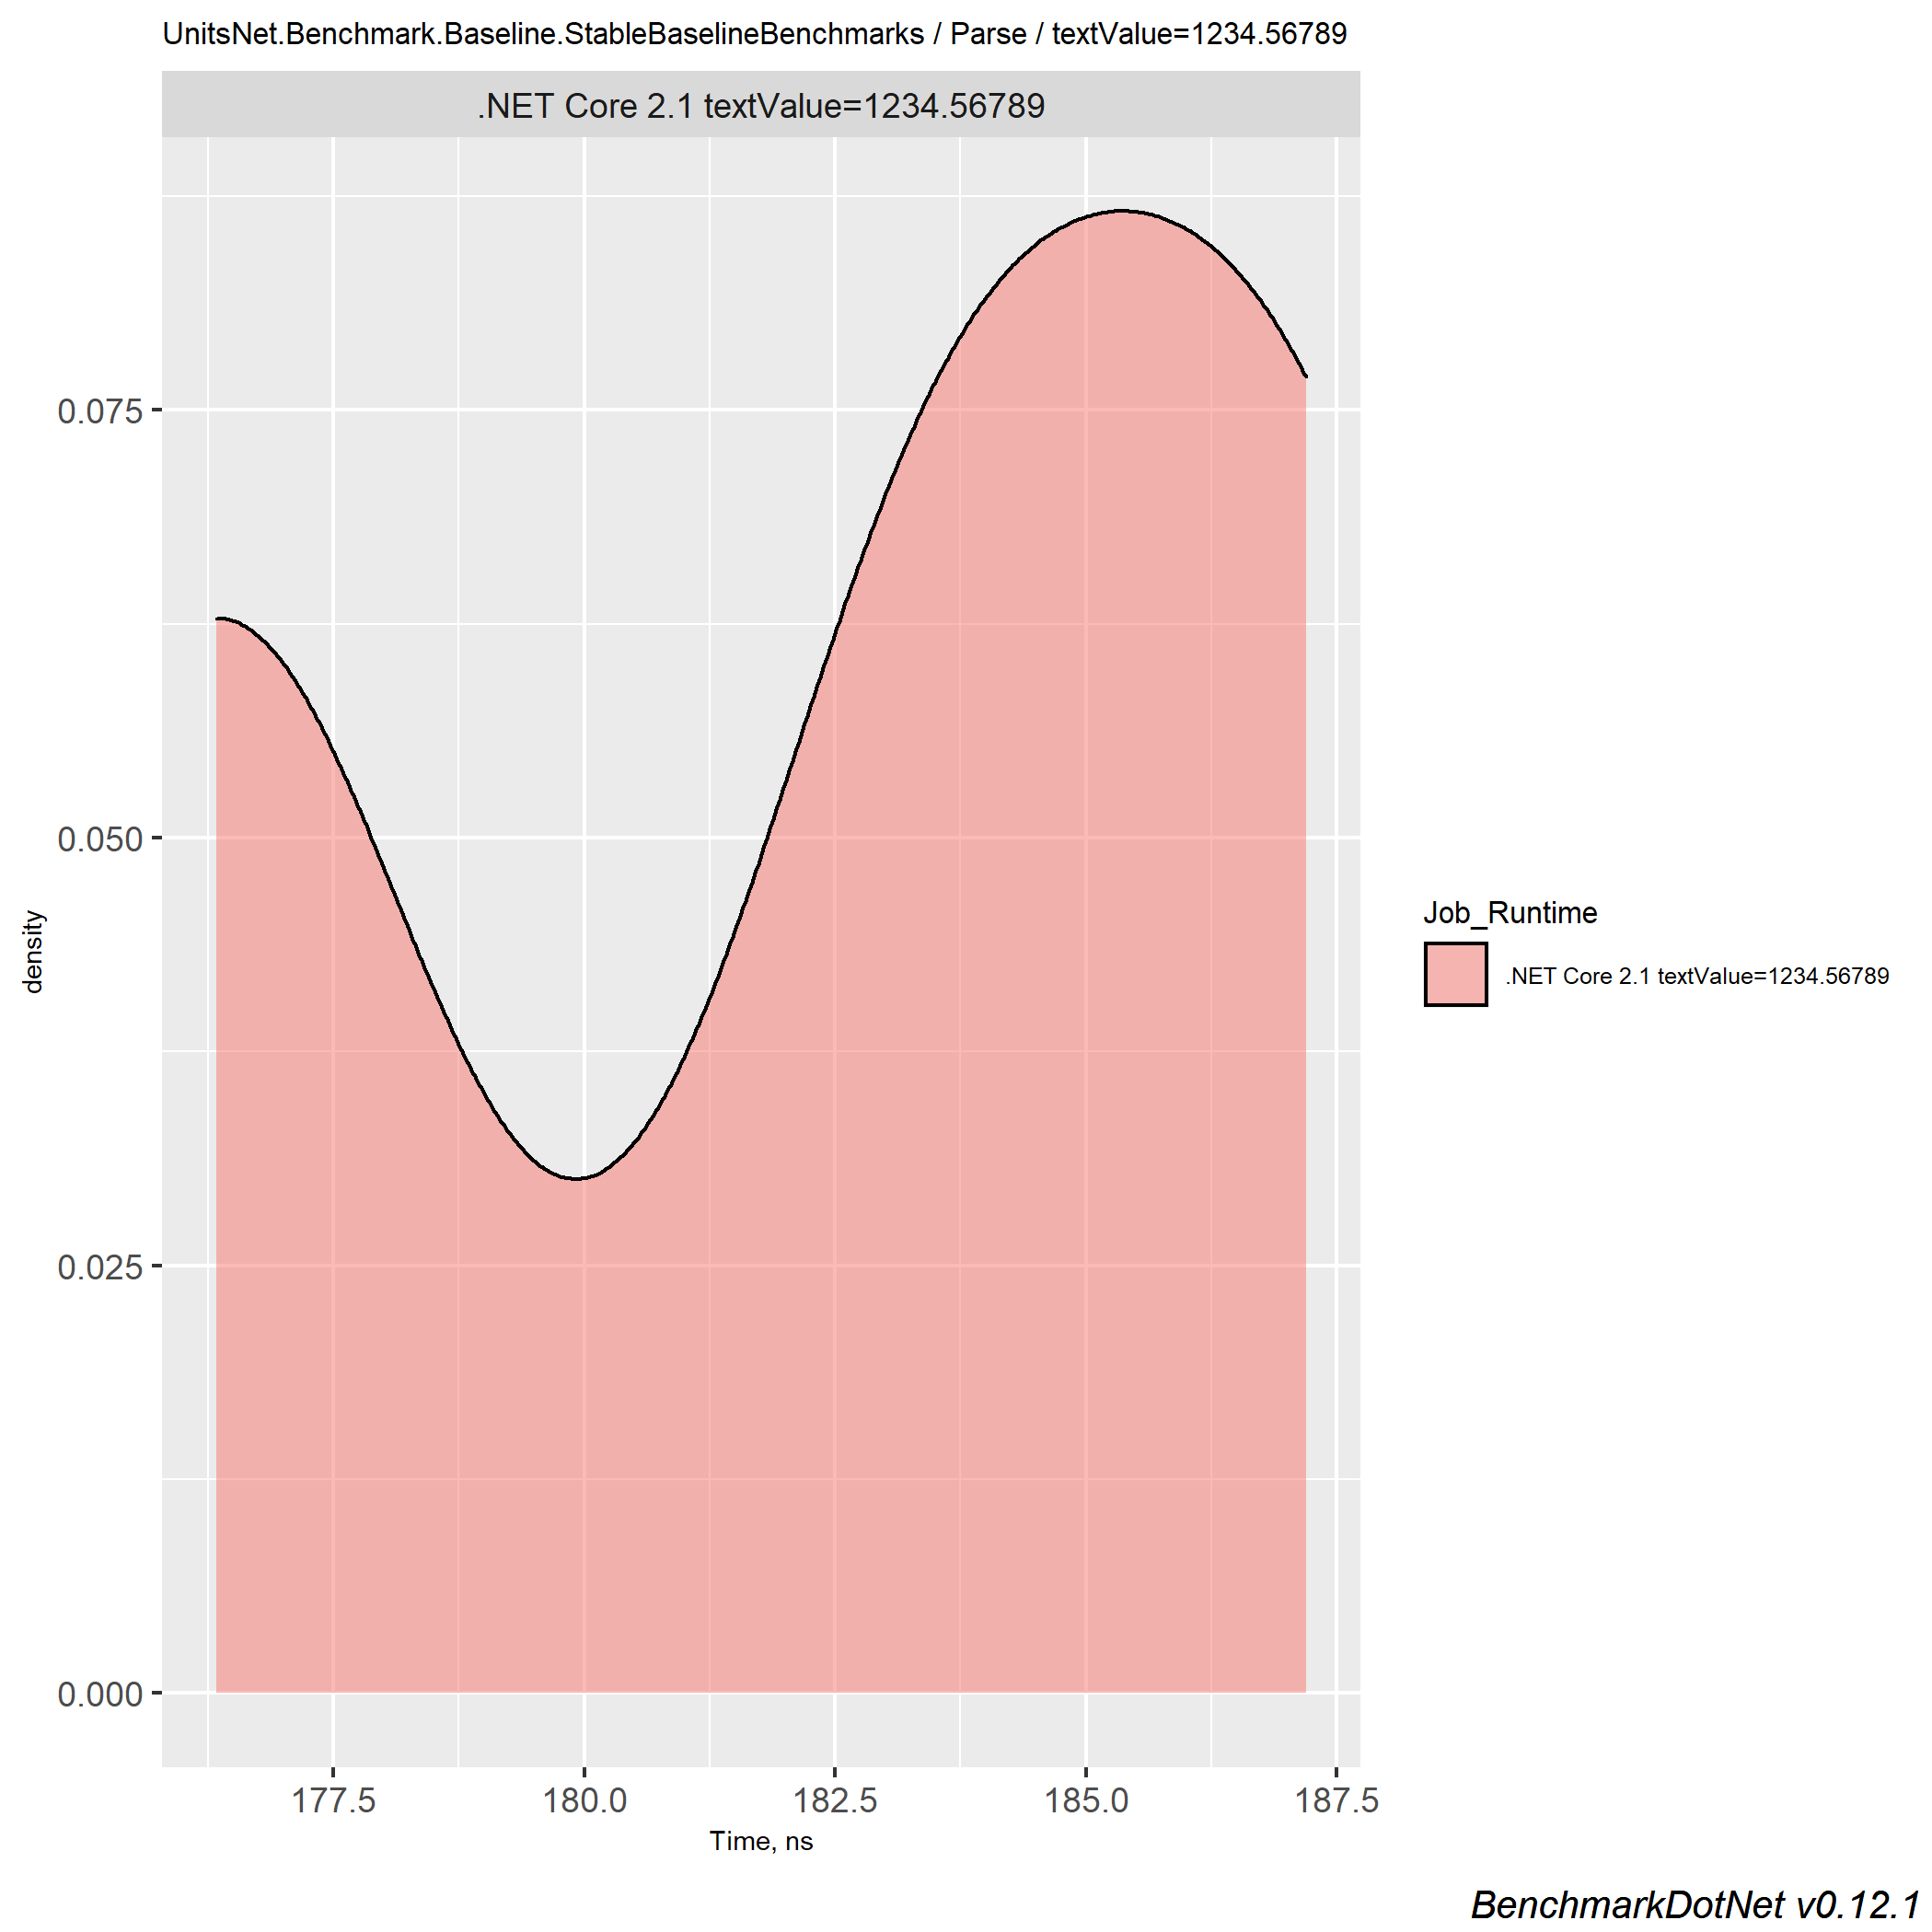 UnitsNet.Benchmark.Baseline.StableBaselineBenchmarks / Parse / textValue=1234.56789
.NET Core 2.1 textValue=1234.56789
0.075
0.050
0.025
0.000
density
177.5 180.0 182.5 185.0 187.5
Time, ns
Job_Runtime
.NET Core 2.1 textValue=1234.56789
BenchmarkDotNet v0.12.1